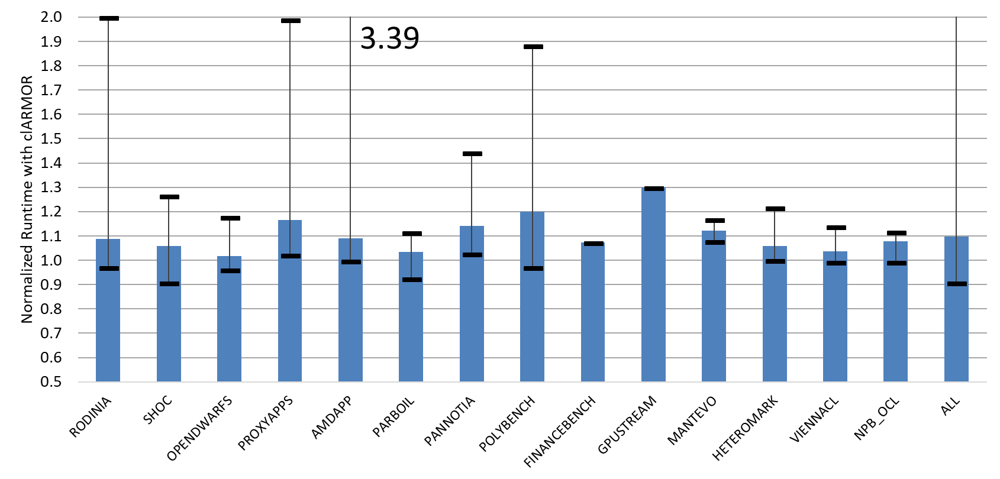 2.0
1.9
1.8
1.7
1.6
1.5
1.4
1.3
1.2
1.1
1.0
0.9
0.8
0.7
0.6
0.5
Normalized Runtime with clARMOR
3.39
RODINIA
SHOC
OPENDWARFS
PROXYAPPS
AMDAPP
PARBOIL
PANNOTIA
POLYBENCH
FINANCEBENCH
GPUSTREAM
MANTEVO
HETEROMARK
VIENNACL
NPB_OCL
ALL